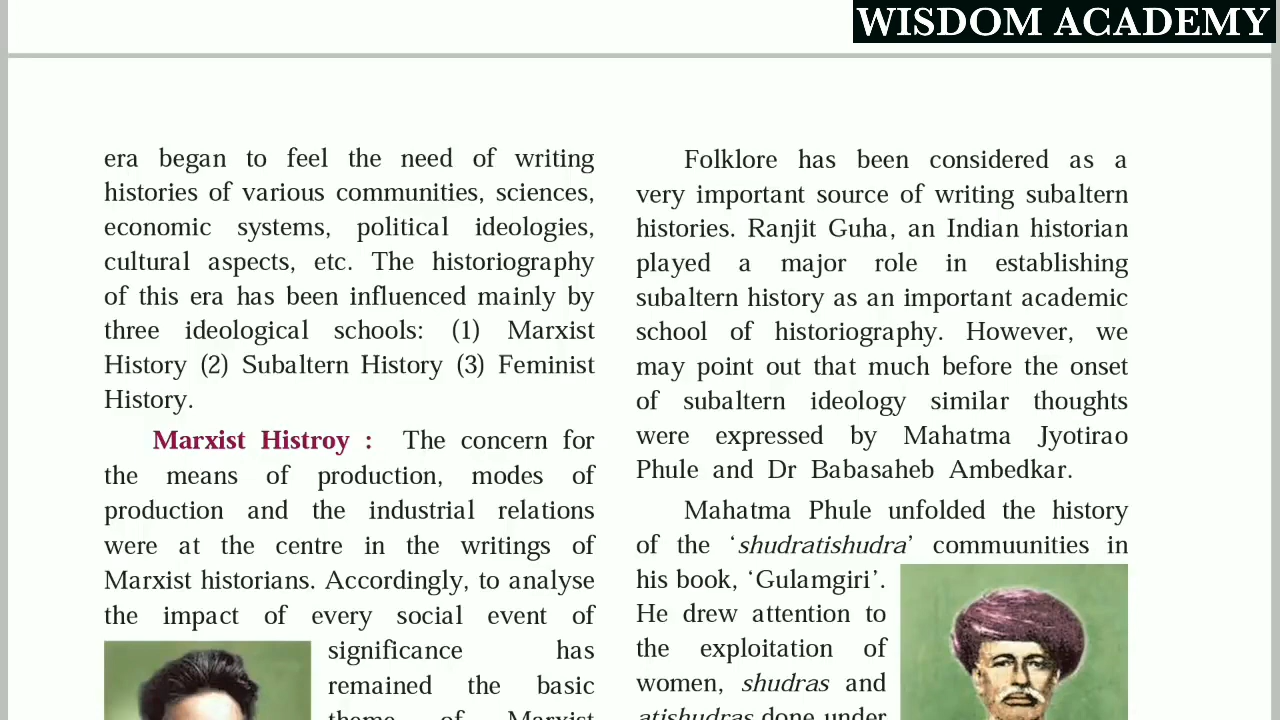 WISDOM ACADEMY
era began to feel the need of writing
histories of various communities, sciences,
economic systems, political ideologies,
cultural aspects, etc. The historiography
of this era has been influenced mainly by
three ideological schools: (1) Marxist
History (2) Subaltern History (3) Feminist
History.
Marxist Histroy : The concern for
the means of production, modes of
production and the industrial relations
were at the centre in the writings of
Marxist historians. Accordingly, to analyse
the impact of every social event of
significance has
remained the basic
theme of Marxist
Folklore has been considered as a
very important source of writing subaltern
histories. Ranjit Guha, an Indian historian
played a major role in establishing
subaltern history as an important academic
school of historiography. However, we
may point out that much before the onset
of subaltern ideology similar thoughts
were expressed by Mahatma Jyotirao
Phule and Dr Babasaheb Ambedkar.
Mahatma Phule unfolded the history
of the ‘shudratishudra’ commuunities in
his book, ‘Gulamgiri’.
He drew attention to
the exploitation of
women, shudras and
atishudras done under